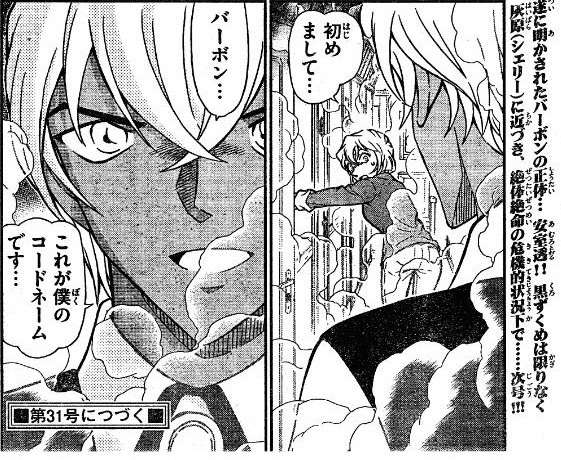 遂に明かされたバーボンの正体…安室透!!黒ずくめは限りなく
灰原(シェリー)に近づき、絶体絶命の危機的状況下で……次号!!!
初め
まして…
バーボン…
これが僕の
コードネーム
です…
第31号につづく